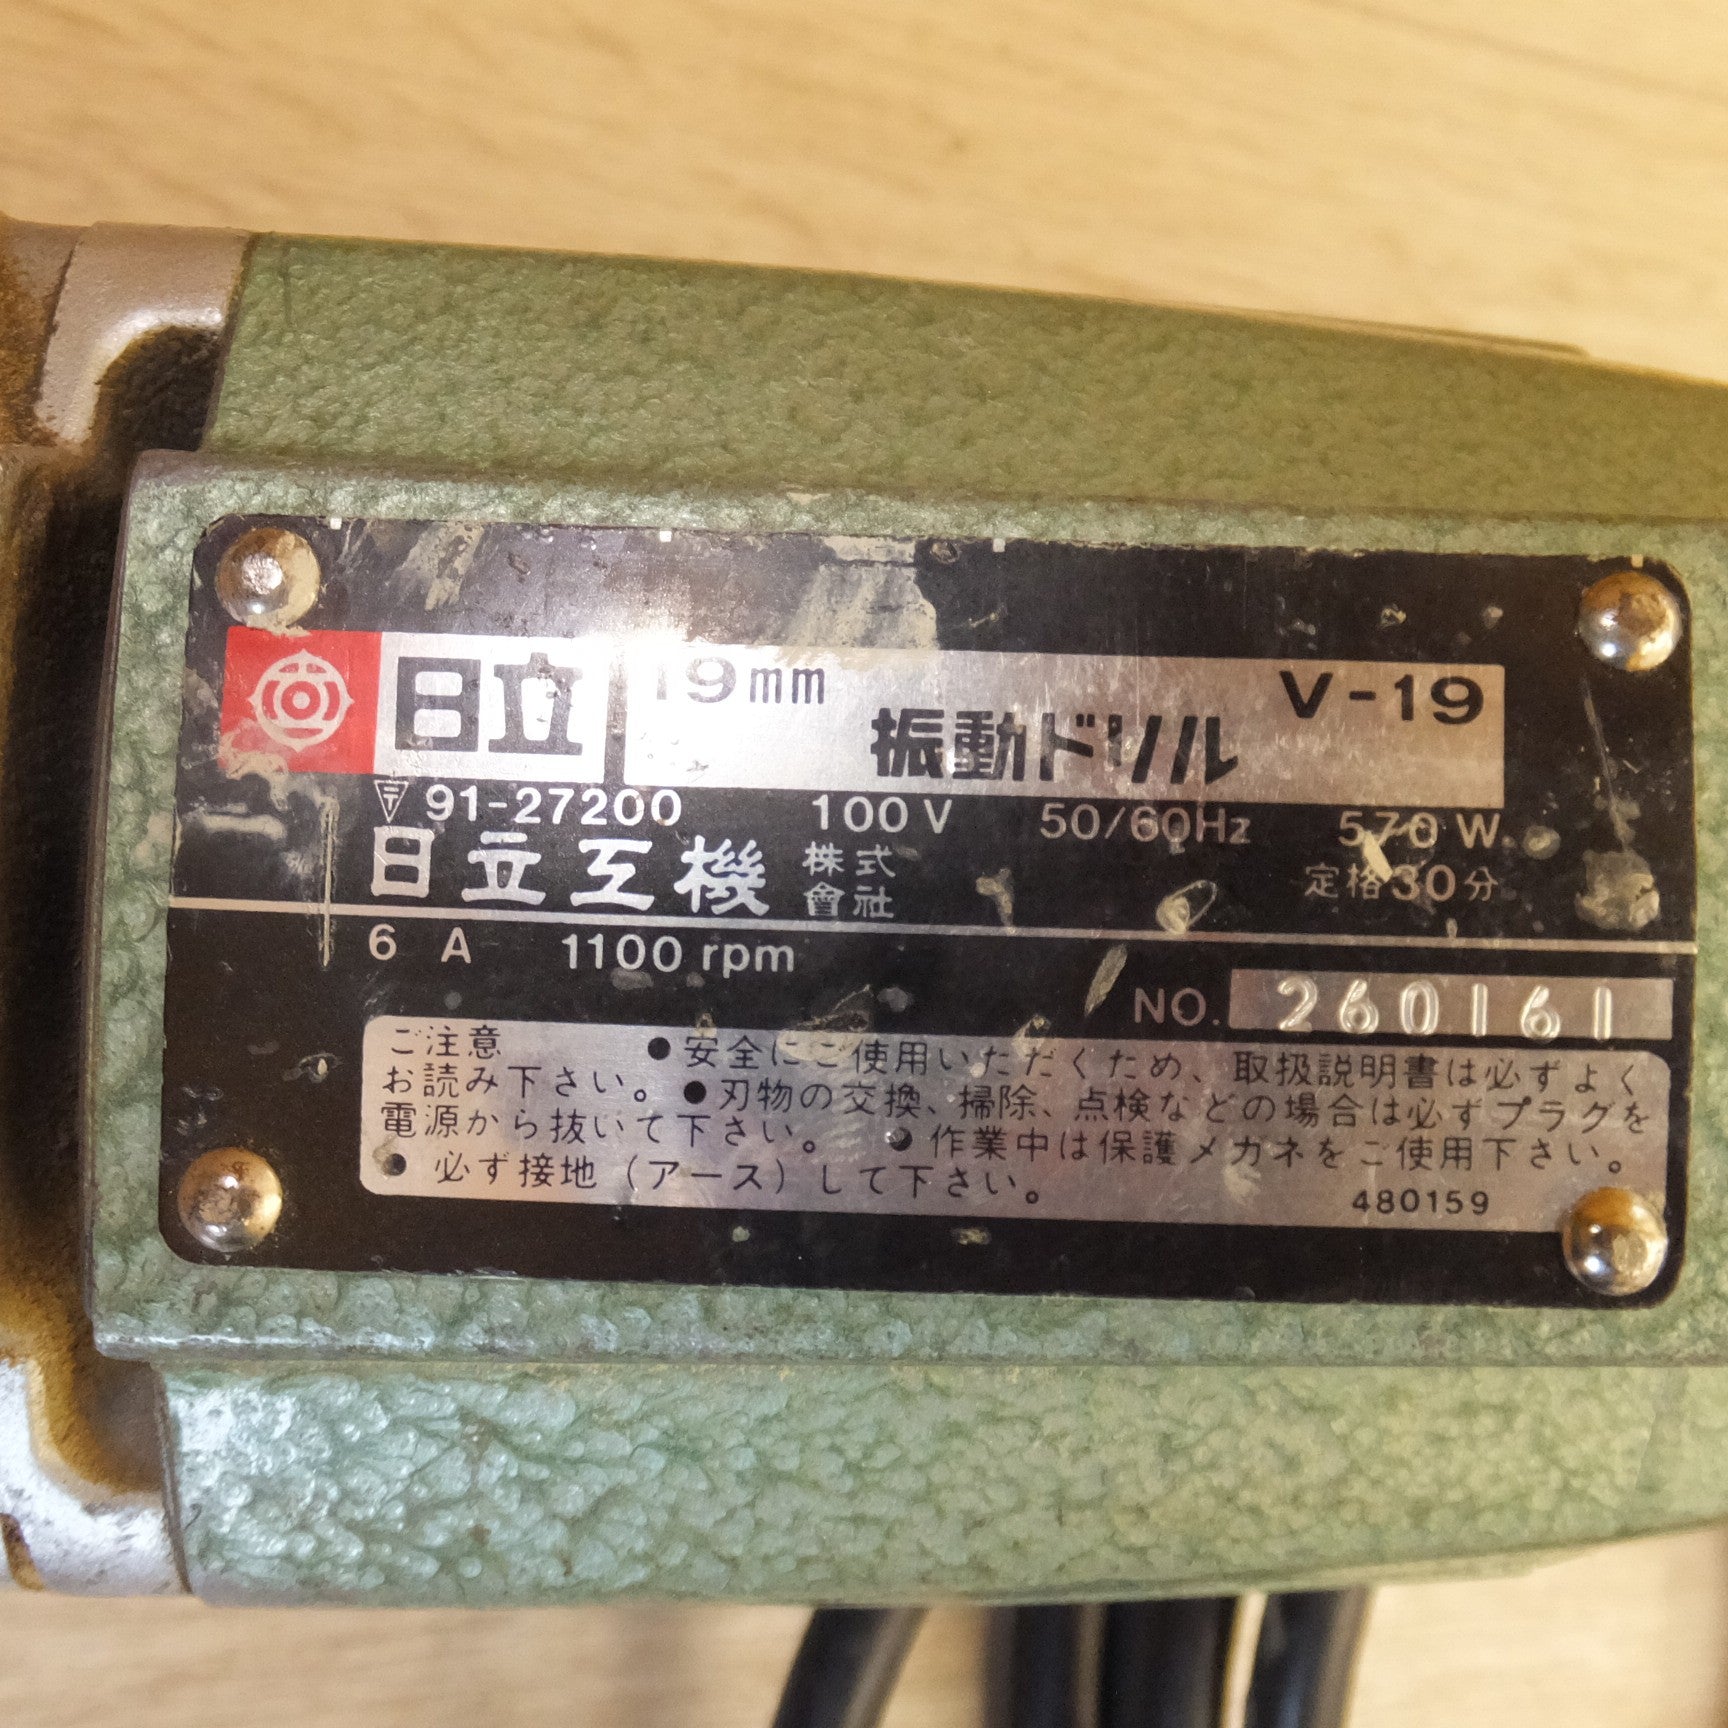 日立 19mm V-19
振動ドリル
〒 91-27200 100V 50/60Hz 570W
日立工機 株式會社 定格30分
6 A 1100 rpm
NO. 260161
ご注意 ●安全にご使用いただくため、取扱説明書は必ずよく
お読み下さい。●刃物の交換、掃除、点検などの場合は必ずプラグを
電源から抜いて下さい。 ●作業中は保護メガネをご使用下さい。
● 必ず接地（アース）して下さい。
480159